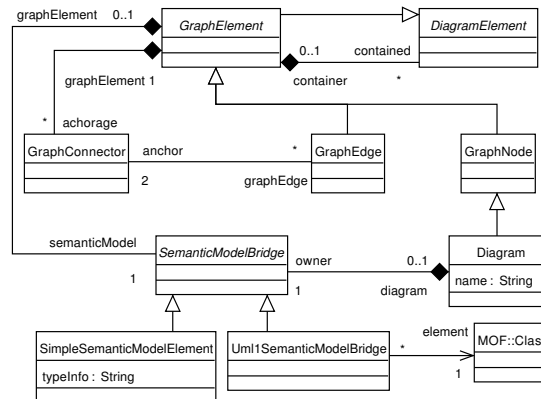 graphElement 0..1 GraphElement DiagramElement
0..1 contained
graphElement 1 container *
* achorage
GraphConnector anchor * GraphEdge GraphNode
2 graphEdge
semanticModel SemanticModelBridge owner 0..1 Diagram
1 1 diagram name : String
SimpleSemanticModelElement Uml1SemanticModelBridge * element MOF::Clas
typeInfo : String 1